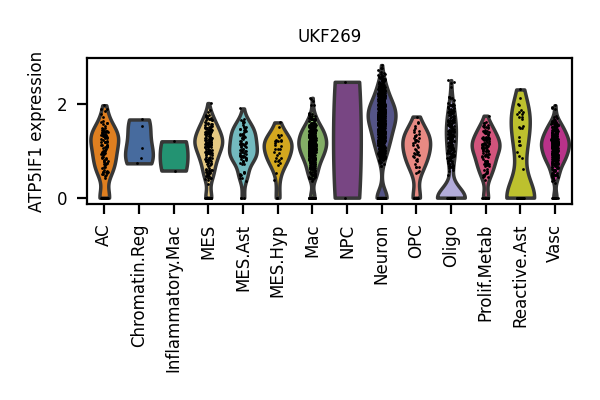 UKF269
ATP5IF1 expression
2
0
AC
Chromatin.Reg
Inflammatory.Mac
MES
MES.Ast
MES.Hyp
Mac
NPC
Neuron
OPC
Oligo
Prolif.Metab
Reactive.Ast
Vasc